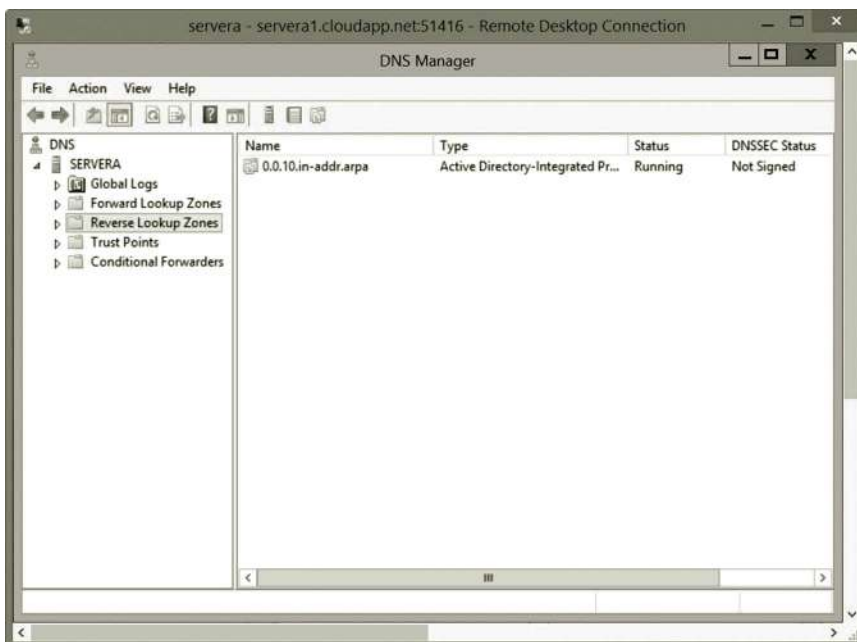 servera - servera1.cloudapp.net:51416 - Remote Desktop Connection
DNS Manager
File Action View Help
DNS
SERVERA
Global Logs
Forward Lookup Zones
Reverse Lookup Zones
Trust Points
Conditional Forwarders
Name Type Status DNSSEC Status
0.0.10.in-addr.arpa Active Directory-Integrated Pr... Running Not Signed